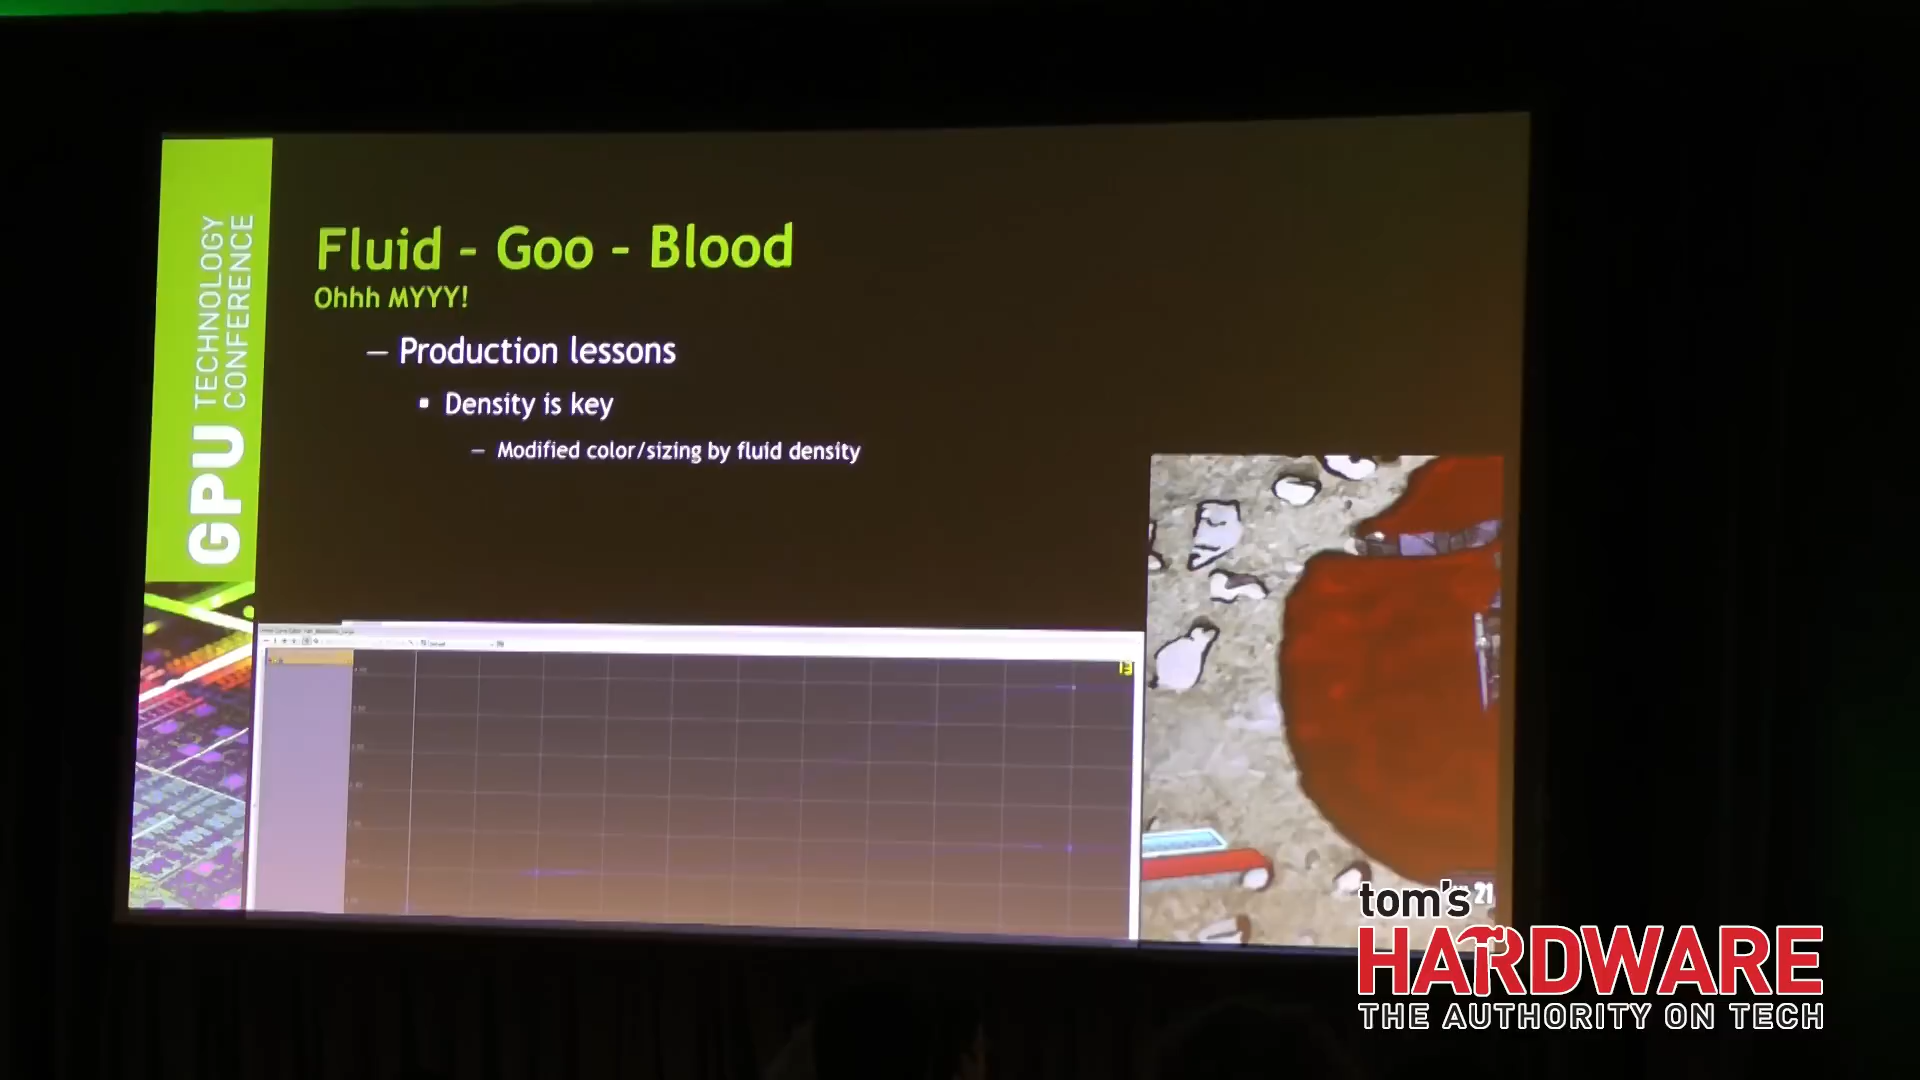 GPU TECHNOLOGY
CONFERENCE
Fluid – Goo – Blood
Ohhh MYYY!
– Production lessons
▪ Density is key
– Modified color/sizing by fluid density
21
tom's
HARDWARE
THE AUTHORITY ON TECH